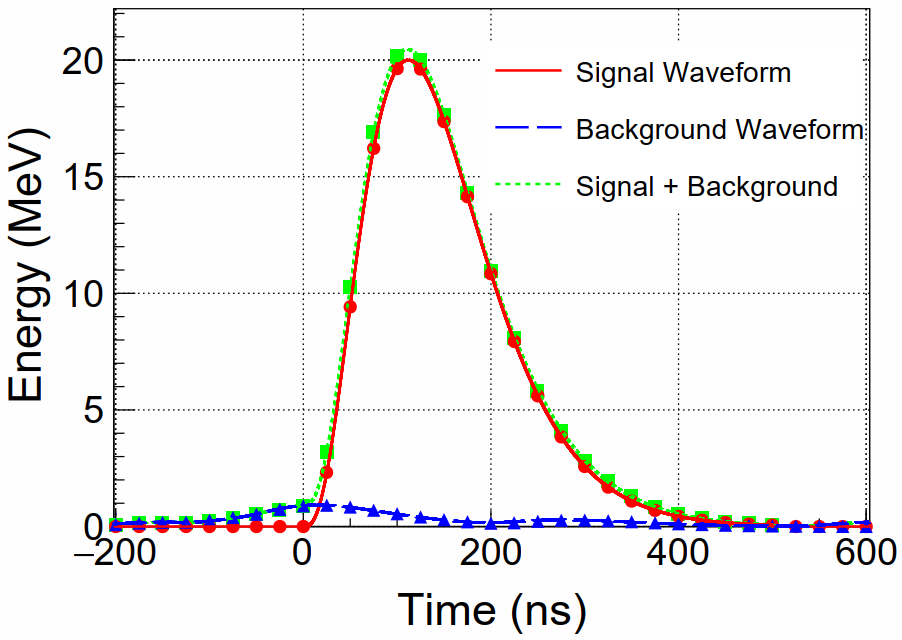 20
15
10
5
0
Energy (MeV)
Signal Waveform
Background Waveform
Signal + Background
−200 0 200 400 600
Time (ns)